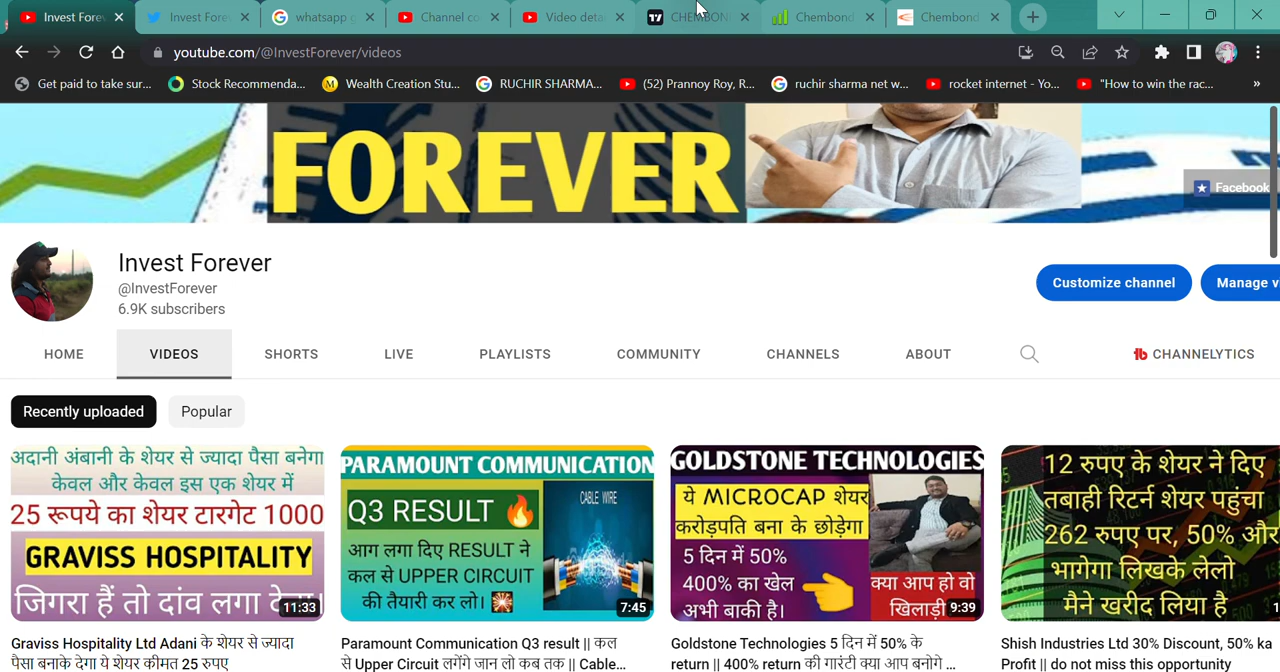 Invest Fore
Invest Fore
whatsapp g
Channel co
Video deta
CHEMBON
Chembond
Chembond
youtube.com/@InvestForever/videos
Get paid to take sur...
Stock Recommenda...
Wealth Creation Stu...
RUCHIR SHARMA...
(52) Prannoy Roy, R...
ruchir sharma net w...
rocket internet - Yo...
"How to win the rac...
»
FOREVER
Facebook
Invest Forever
@InvestForever
6.9K subscribers
Customize channel
Manage v
HOME
VIDEOS
SHORTS
LIVE
PLAYLISTS
COMMUNITY
CHANNELS
ABOUT
CHANNELYTICS
Recently uploaded
Popular
अदानी अंबानी के शेयर से ज्यादा पैसा बनेगा
केवल और केवल इस एक शेयर में
25 रूपये का शेयर टारगेट 1000
GRAVISS HOSPITALITY
जिगरा हैं तो दांव लगा
11:33
Graviss Hospitality Ltd Adani के शेयर से ज्यादा
पैसा बनाके देगा ये शेयर कीमत 25 रुपए
PARAMOUNT COMMUNICATION
Q3 RESULT
CABLE WIRE
आग लगा दिए RESULT ने
कल से UPPER CIRCUIT
की तैयारी कर लो।
7:45
Paramount Communication Q3 result || कल
से Upper Circuit लगेंगे जान लो कब तक || Cable...
GOLDSTONE TECHNOLOGIES
ये MICROCAP शेयर
करोड़पति बना के छोड़ेगा
5 दिन में 50%
400% का खेल
अभी बाकी है।
क्या आप हो वो
खिलाड़ी
9:39
Goldstone Technologies 5 दिन में 50% के
return || 400% return की गारंटी क्या आप बनोगे ...
12 रुपए के शेयर ने दिए
तबाही रिटर्न शेयर पहुंचा
262 रुपए पर, 50% और
भागेगा लिखके लेलो
मैने खरीद लिया है
Shish Industries Ltd 30% Discount, 50% ka
Profit || do not miss this opportunity